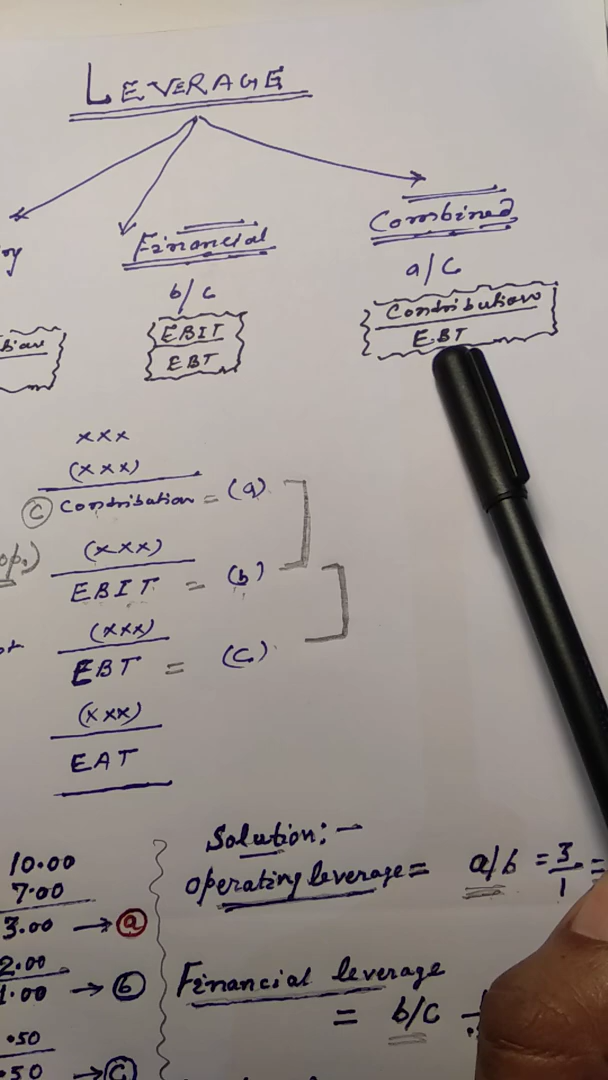 LEVERAGE
Financial
Combined
b/c
a/c
EBIT
EBT
Contribution
EBT
xxx
(xxx)
C Contribution = (a)
op.) (xxx)
EBIT = (b)
(xxx)
EBT = (c)
(xxx)
EAT
Solution:-
10.00
7.00
3.00 → a
operating leverage = a/b = 3/1 =
2.00
1.00 → b
Financial leverage
= b/c
.50
.50 → c